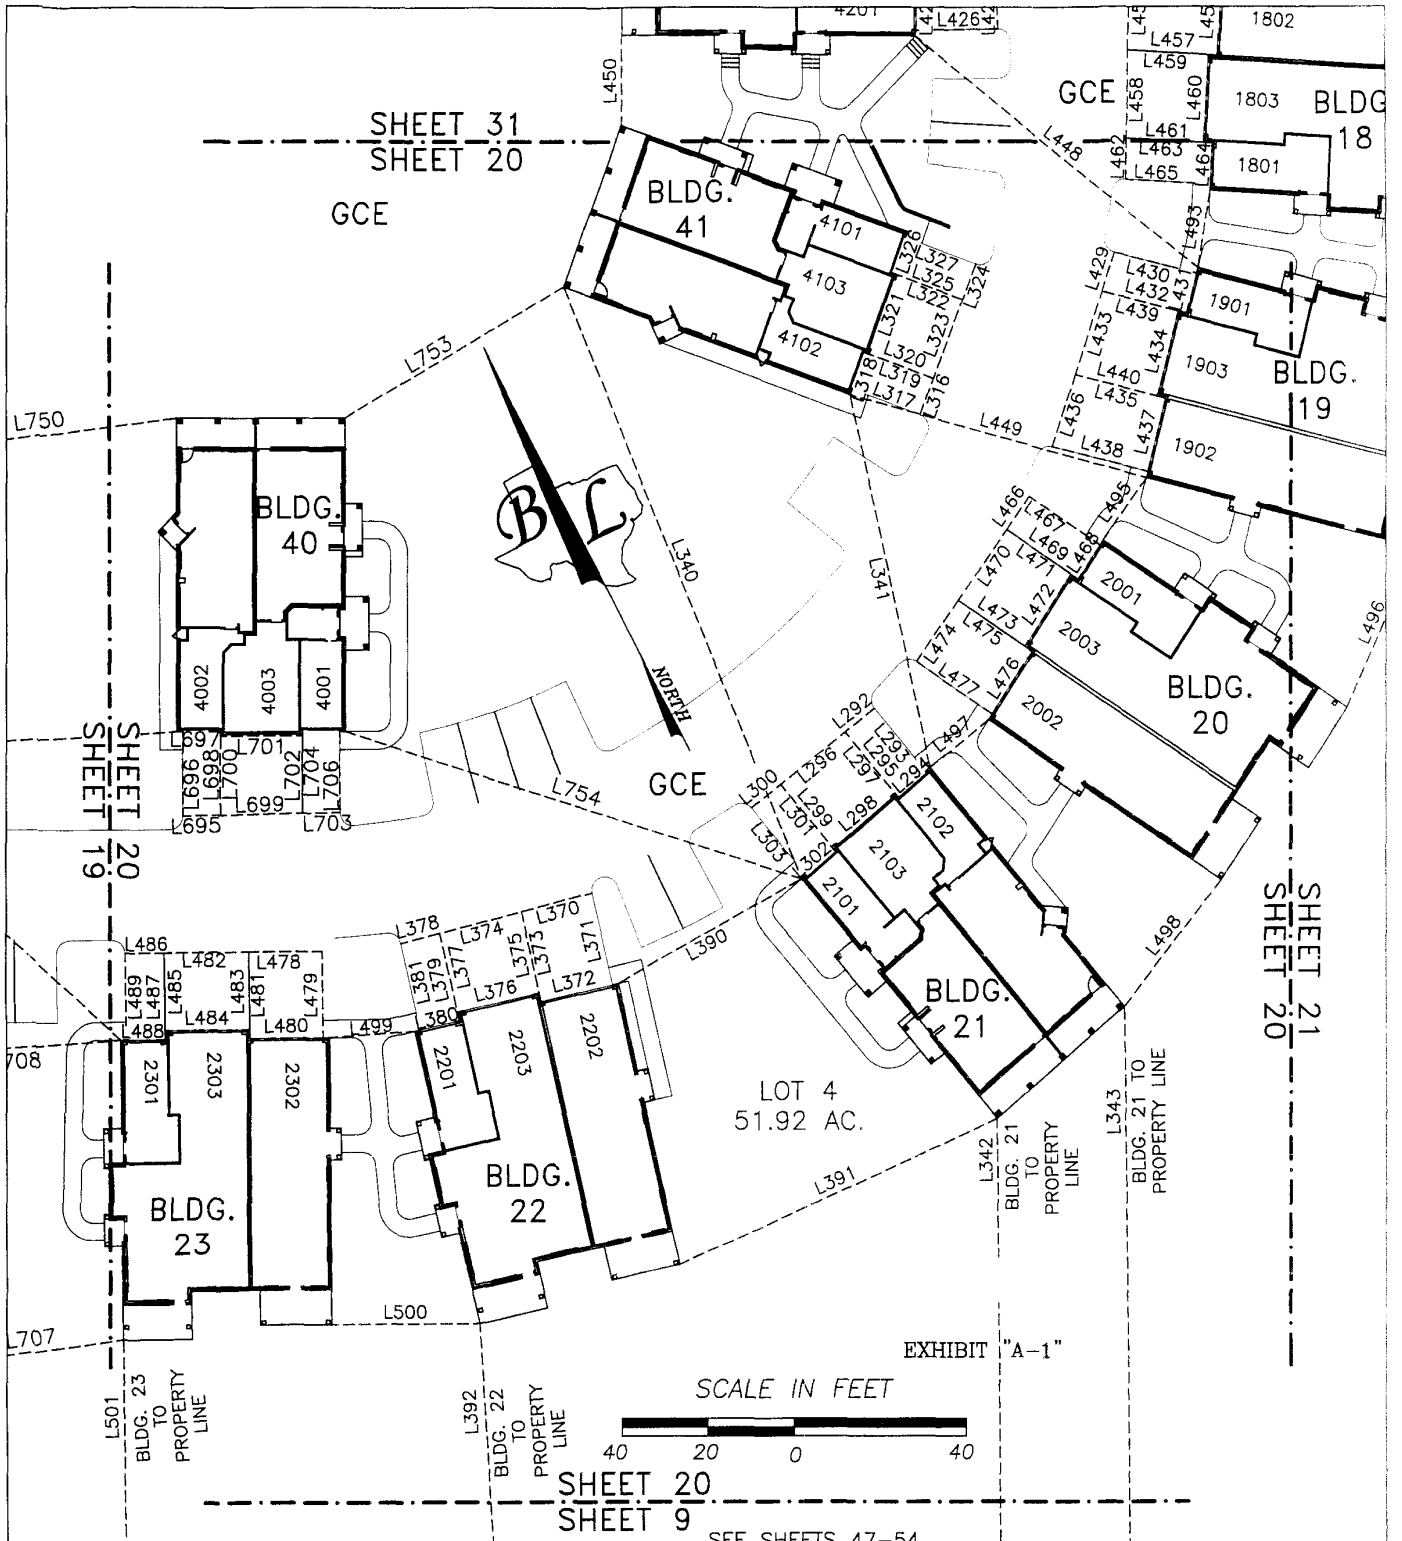 4201
L426
L450
1802
L457
L459
GCE
L458
L460
1803
BLDG
18
SHEET 31
SHEET 20
L448
L461
L462
L463
L464
1801
L465
GCE
BLDG.
41
4101
L326
L327
L325
L322
L324
L493
L429
L430
L432
L431
L439
1901
4103
L321
L323
L433
L434
4102
L320
L318
L319
L317
L316
L440
L435
1903
BLDG.
19
L753
L750
L449
L436
L438
L437
1902
BLDG.
40
B L
L466
L467
L469
L468
L495
L340
L341
L470
L471
L472
2001
L473
L475
2003
L474
L477
L476
L496
4002
4003
4001
NORTH
2002
BLDG.
20
SHEET 20
SHEET 19
L697
L701
L696
L698
L700
L702
L704
L706
L699
L695
L703
L754
GCE
L292
L293
L295
L294
L296
L297
L497
L300
L299
L301
L298
L303
302
2102
2103
2101
SHEET 21
SHEET 20
L498
L390
L378
L374
L370
L377
L375
L373
L371
L381
L379
L376
L372
380
L486
L482
L478
L489
L487
L485
L483
L481
L479
488
L484
L480
L499
708
2301
2303
2302
2201
2203
2202
BLDG.
21
LOT 4
51.92 AC.
L343
BLDG. 21 TO
PROPERTY LINE
L342
BLDG. 21
TO
PROPERTY
LINE
L391
BLDG.
22
BLDG.
23
L500
L707
EXHIBIT "A-1"
L501
BLDG. 23
TO
PROPERTY
LINE
L392
BLDG. 22
TO
PROPERTY
LINE
SCALE IN FEET
40 20 0 40
SHEET 20
SHEET 9
SEE SHEETS 47-54